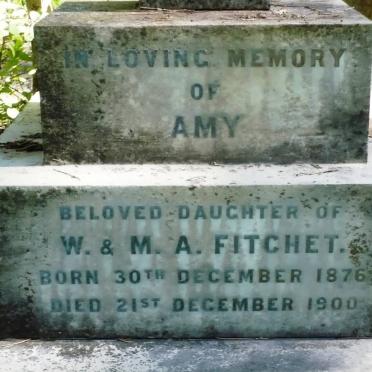 IN LOVING MEMORY
OF
AMY
BELOVED DAUGHTER OF
W. & M. A. FITCHET.
BORN 30TH DECEMBER 1876
DIED 21ST DECEMBER 1900